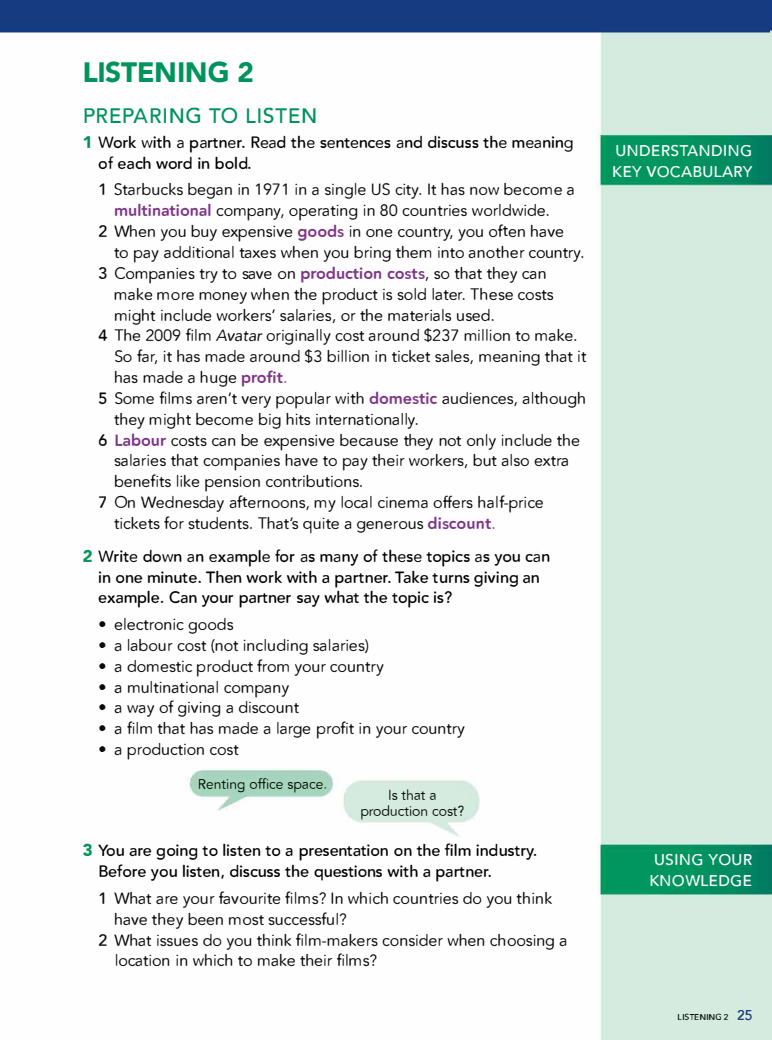 LISTENING 2
PREPARING TO LISTEN
1 Work with a partner. Read the sentences and discuss the meaning
of each word in bold.
UNDERSTANDING
KEY VOCABULARY
1 Starbucks began in 1971 in a single US city. It has now become a
multinational company, operating in 80 countries worldwide.
2 When you buy expensive goods in one country, you often have
to pay additional taxes when you bring them into another country.
3 Companies try to save on production costs, so that they can
make more money when the product is sold later. These costs
might include workers' salaries, or the materials used.
4 The 2009 film Avatar originally cost around $237 million to make.
So far, it has made around $3 billion in ticket sales, meaning that it
has made a huge profit.
5 Some films aren't very popular with domestic audiences, although
they might become big hits internationally.
6 Labour costs can be expensive because they not only include the
salaries that companies have to pay their workers, but also extra
benefits like pension contributions.
7 On Wednesday afternoons, my local cinema offers half-price
tickets for students. That's quite a generous discount.
2 Write down an example for as many of these topics as you can
in one minute. Then work with a partner. Take turns giving an
example. Can your partner say what the topic is?
• electronic goods
• a labour cost (not including salaries)
• a domestic product from your country
• a multinational company
• a way of giving a discount
• a film that has made a large profit in your country
• a production cost
Renting office space.
Is that a
production cost?
3 You are going to listen to a presentation on the film industry.
Before you listen, discuss the questions with a partner.
USING YOUR
KNOWLEDGE
1 What are your favourite films? In which countries do you think
have they been most successful?
2 What issues do you think film-makers consider when choosing a
location in which to make their films?
LISTENING 2 25